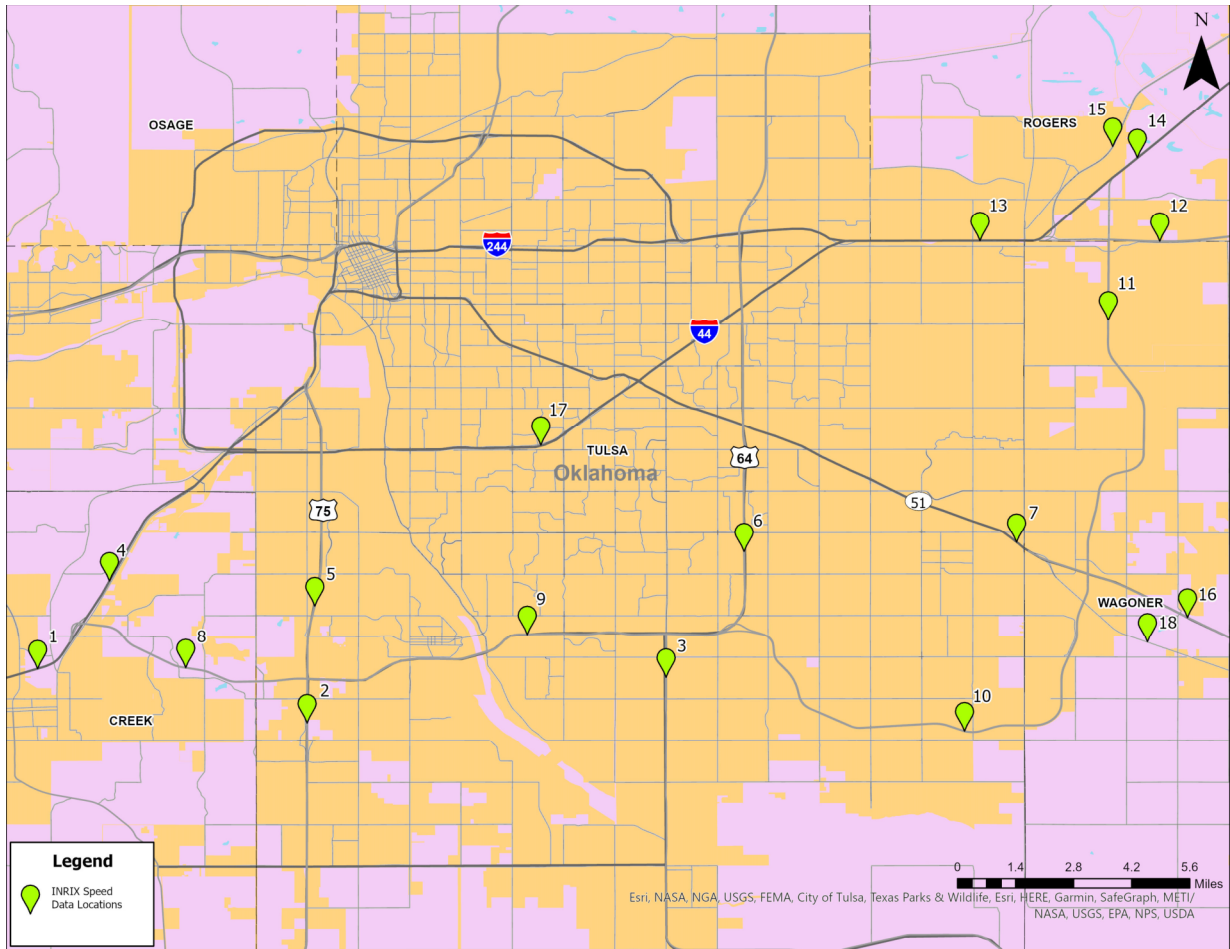 N
OSAGE
ROGERS
15
14
13
12
244
11
44
17
TULSA
Oklahoma
64
75
51
7
6
4
5
9
16
WAGONER
18
1
8
3
2
10
CREEK
Legend
INRIX Speed
Data Locations
0 1.4 2.8 4.2 5.6
Miles
Esri, NASA, NGA, USGS, FEMA, City of Tulsa, Texas Parks & Wildlife, Esri, HERE, Garmin, SafeGraph, METI/
NASA, USGS, EPA, NPS, USDA